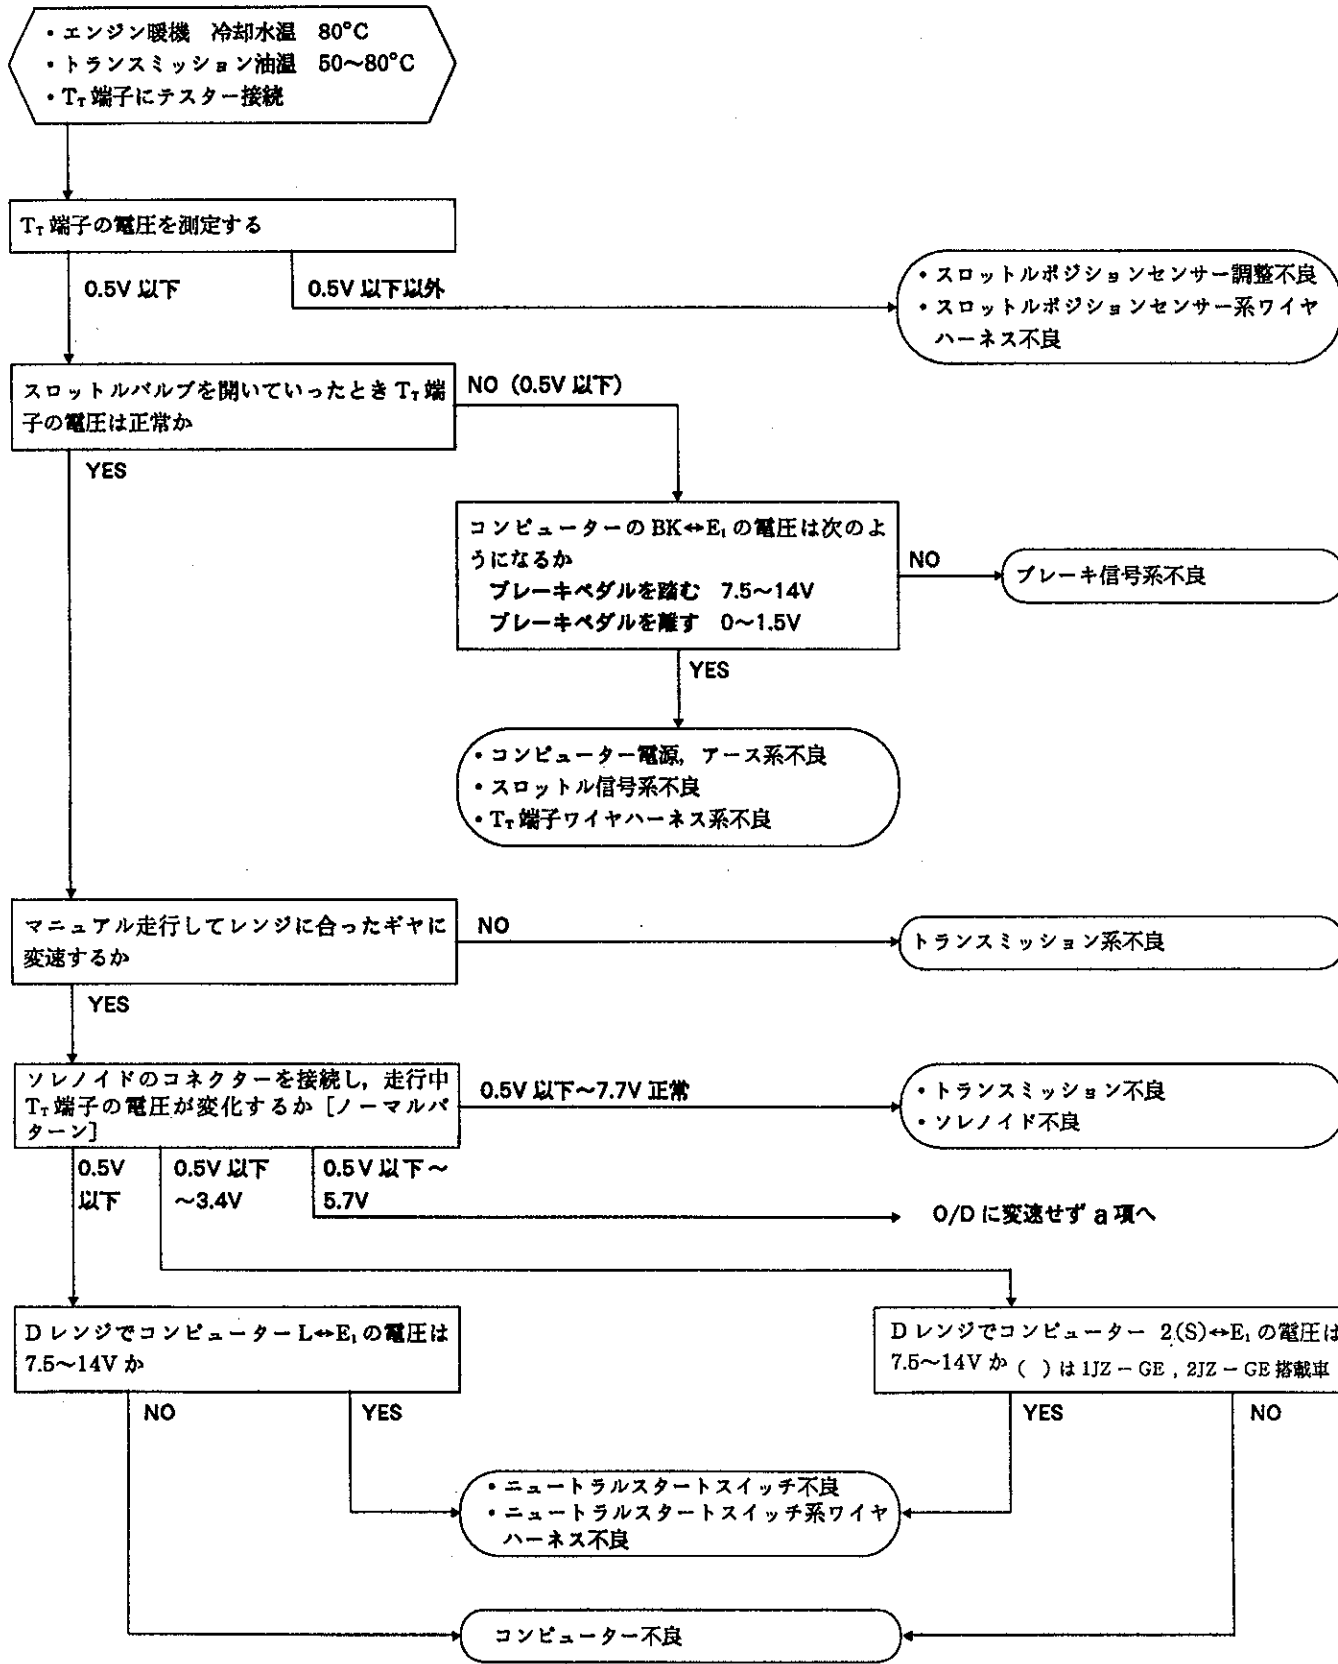 ・エンジン暖機 冷却水温 80°C
・トランスミッション油温 50～80°C
・TT端子にテスター接続
TT端子の電圧を測定する
0.5V 以下
0.5V 以下以外
・スロットルポジションセンサー調整不良
・スロットルポジションセンサー系ワイヤ
ハーネス不良
スロットルバルブを開いていったときTT端
子の電圧は正常か
NO（0.5V 以下）
YES
コンピューターの BK↔E1 の電圧は次のよ
うになるか
ブレーキペダルを踏む 7.5～14V
ブレーキペダルを離す 0～1.5V
NO
ブレーキ信号系不良
YES
・コンピューター電源，アース系不良
・スロットル信号系不良
・TT端子ワイヤハーネス系不良
マニュアル走行してレンジに合ったギヤに
変速するか
NO
トランスミッション系不良
YES
ソレノイドのコネクターを接続し，走行中
TT端子の電圧が変化するか［ノーマルパ
ターン］
0.5V 以下～7.7V 正常
・トランスミッション不良
・ソレノイド不良
0.5V
以下
0.5V 以下
～3.4V
0.5V 以下～
5.7V
O/D に変速せず a 項へ
D レンジでコンピューター L↔E1 の電圧は
7.5～14V か
D レンジでコンピューター 2(S)↔E1 の電圧は
7.5～14V か（ ）は 1JZ－GE，2JZ－GE 搭載車
NO
YES
YES
NO
・ニュートラルスタートスイッチ不良
・ニュートラルスタートスイッチ系ワイヤ
ハーネス不良
コンピューター不良